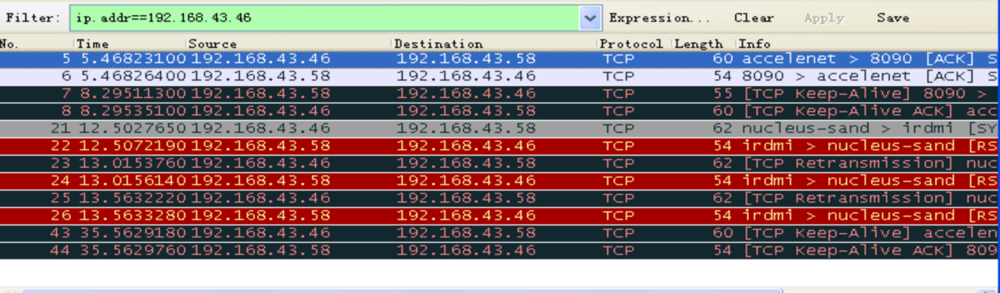 Filter: ip.addr==192.168.43.46 Expression... Clear Apply Save
No. Time Source Destination Protocol Length Info
5 5.46823100 192.168.43.46 192.168.43.58 TCP 60 accelenet > 8090 [ACK] S
6 5.46826400 192.168.43.58 192.168.43.46 TCP 54 8090 > accelenet [ACK] S
7 8.29511300 192.168.43.58 192.168.43.46 TCP 55 [TCP Keep-Alive] 8090 >
8 8.29535100 192.168.43.46 192.168.43.58 TCP 60 [TCP Keep-Alive ACK] acc
21 12.5027650 192.168.43.46 192.168.43.58 TCP 62 nucleus-sand > irdmi [SY
22 12.5072190 192.168.43.58 192.168.43.46 TCP 54 irdmi > nucleus-sand [RS
23 13.0153760 192.168.43.46 192.168.43.58 TCP 62 [TCP Retransmission] nuc
24 13.0156140 192.168.43.58 192.168.43.46 TCP 54 irdmi > nucleus-sand [RS
25 13.5632220 192.168.43.46 192.168.43.58 TCP 62 [TCP Retransmission] nuc
26 13.5633280 192.168.43.58 192.168.43.46 TCP 54 irdmi > nucleus-sand [RS
43 35.5629180 192.168.43.46 192.168.43.58 TCP 60 [TCP Keep-Alive] accelen
44 35.5629760 192.168.43.58 192.168.43.46 TCP 54 [TCP Keep-Alive ACK] 809